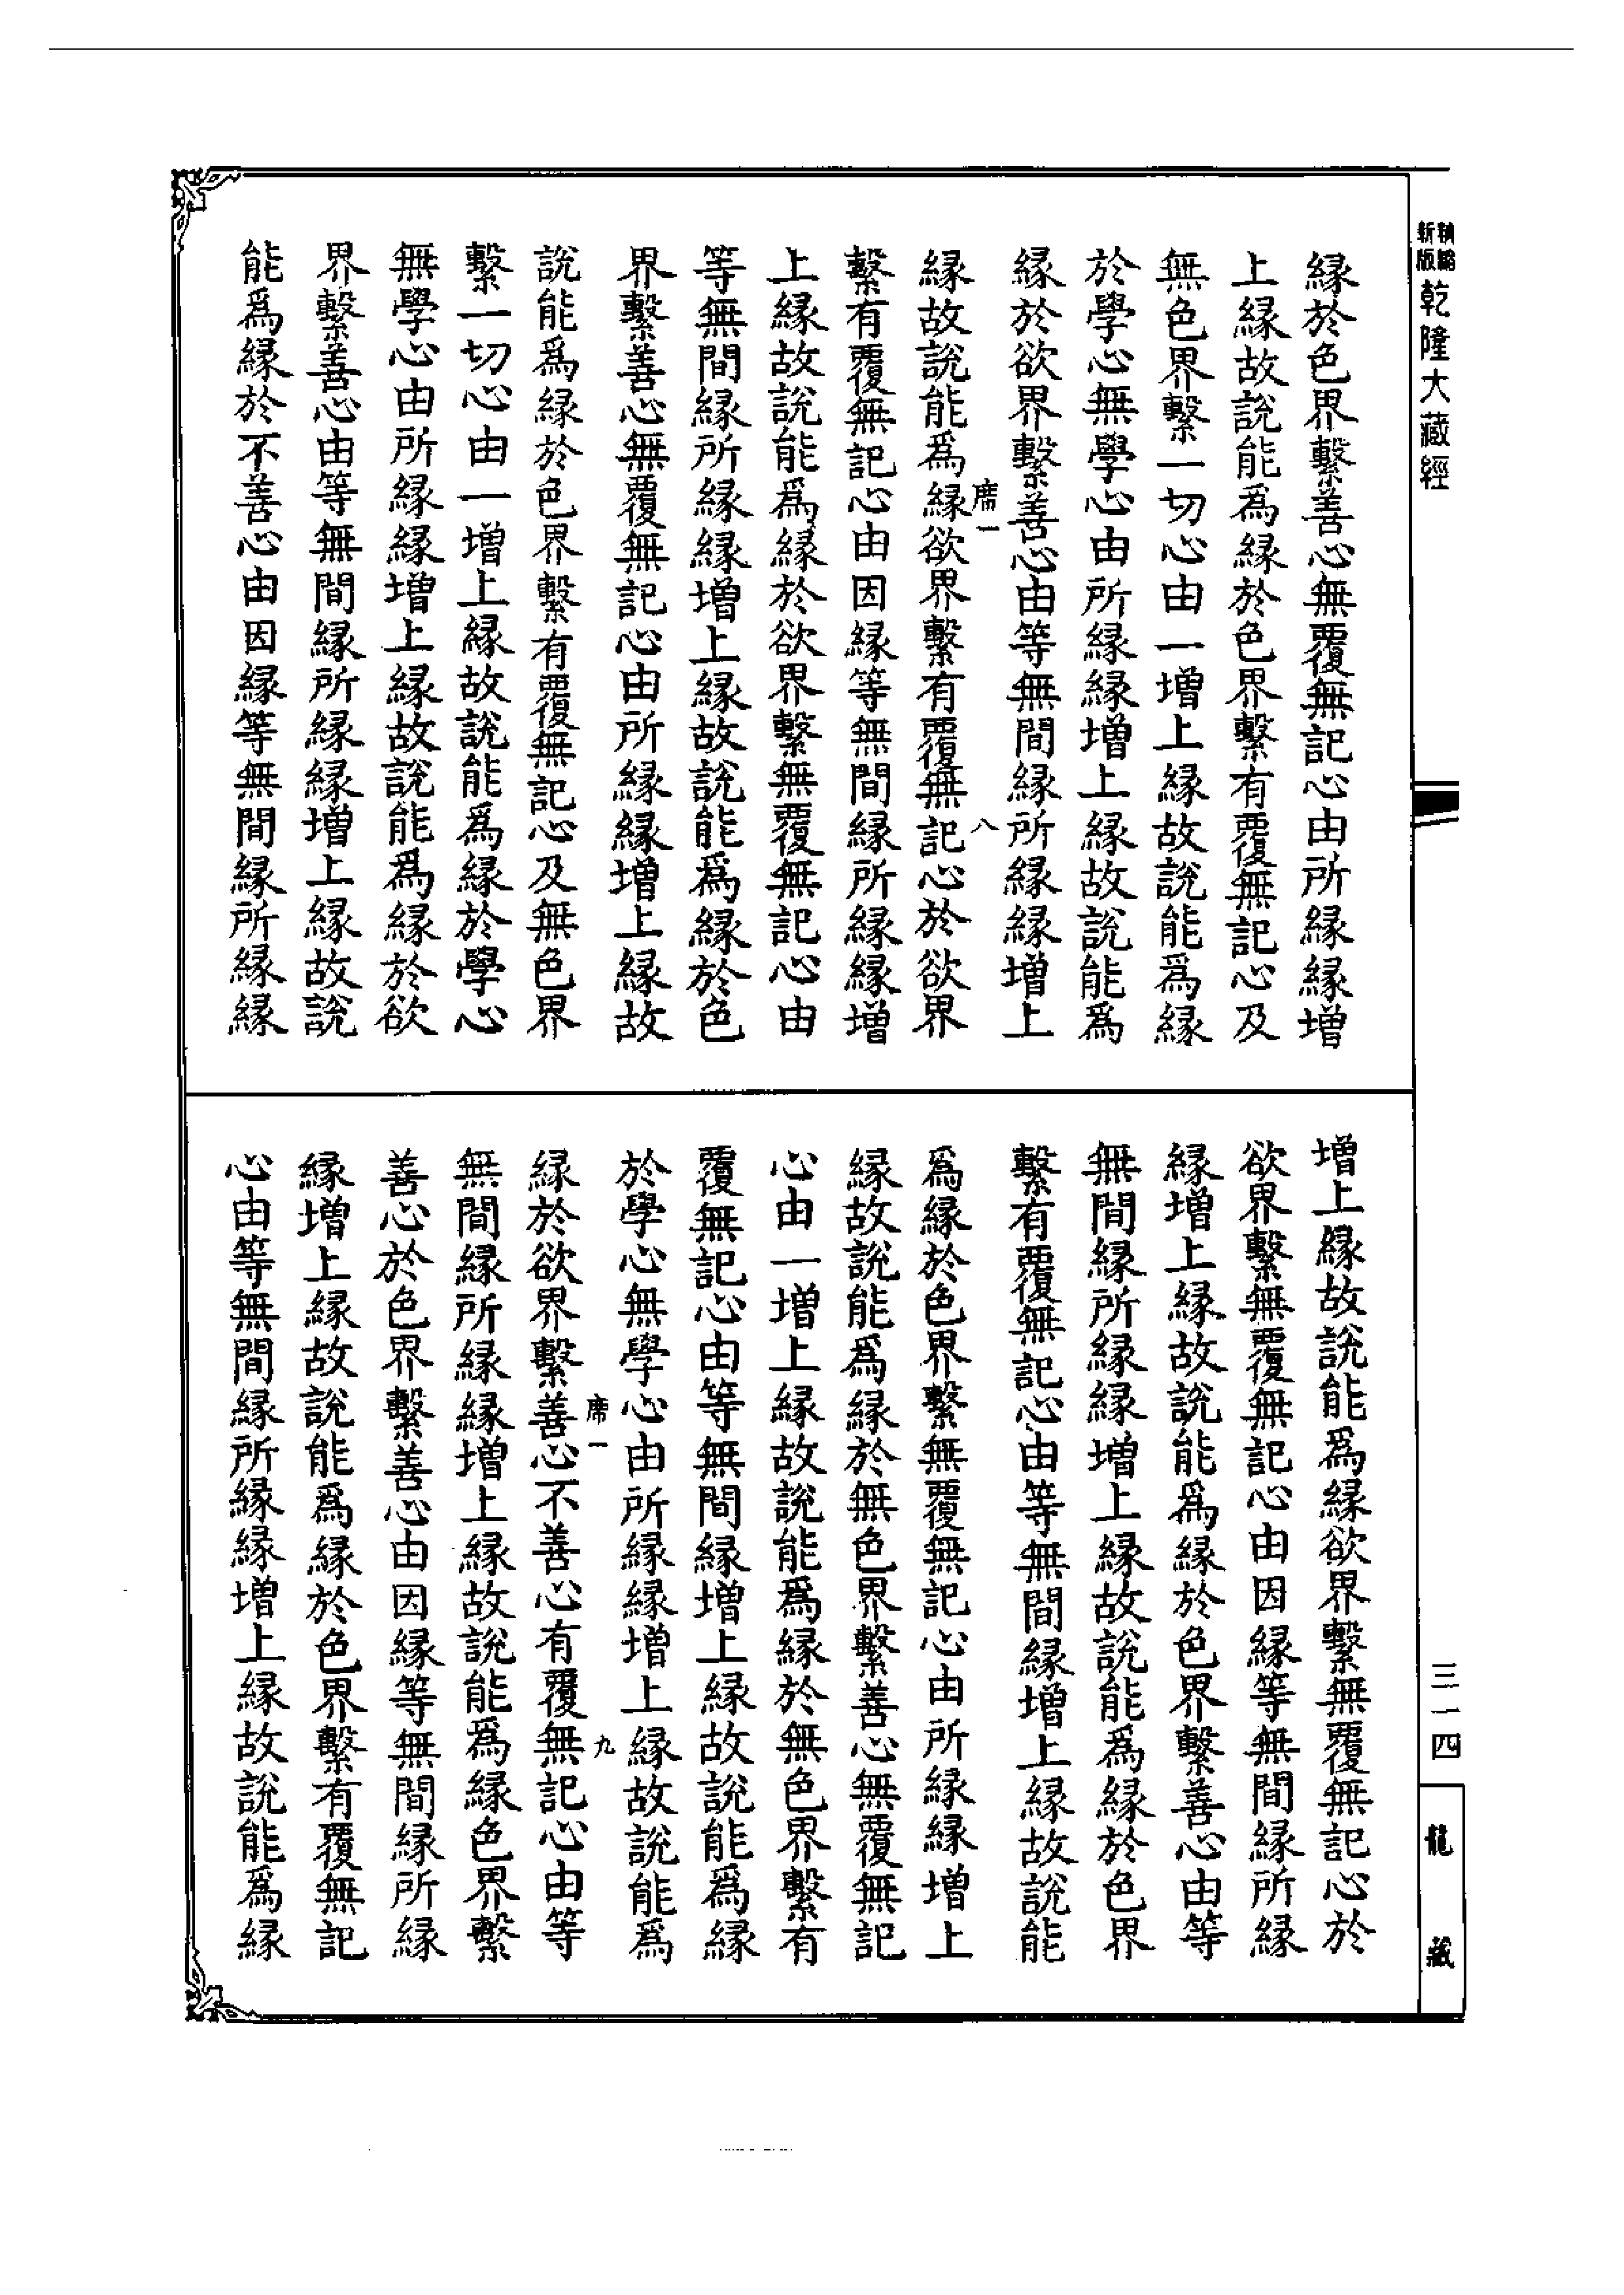 新編
縮版
乾隆大藏經
緣於色界繫善心無覆無記心由所緣緣增
上緣故說能為緣於色界繫有覆無記心及
無色界繫一切心由一增上緣故說能為緣
於學心無學心由所緣緣增上緣故說能爲
緣於欲界繫善心由等無間緣所緣緣增上
席一
八
緣故說能爲緣欲界繫有覆無記心於欲界
繫有覆無記心由因緣等無間緣所緣緣增
上緣故說能爲緣於欲界繫無覆無記心由
等無間緣所緣緣增上緣故說能爲緣於色
界繫善心無覆無記心由所緣緣增上緣故
說能爲緣於色界繫有覆無記心及無色界
繫一切心由一增上緣故說能爲緣於學心
無學心由所緣緣增上緣故說能爲緣於欲
界繫善心由等無間緣所緣緣增上緣故說
能爲緣於不善心由因緣等無間緣所緣緣
增上緣故說能爲緣欲界繫無覆無記心於
欲界繫無覆無記心由因緣等無間緣所緣
緣增上緣故說能爲緣於色界繫善心由等
無間緣所緣緣增上緣故說能爲緣於色界
繫有覆無記心由等無間緣增上緣故說能
爲緣於色界繫無覆無記心由所緣緣增上
緣故說能爲緣於無色界繫善心無覆無記
心由一增上緣故說能爲緣於無色界繫有
覆無記心由等無間緣增上緣故說能爲緣
於學心無學心由所緣緣增上緣故說能爲
席一
九
緣於欲界繫善心不善心有覆無記心由等
無間緣所緣緣增上緣故說能爲緣色界繫
善心於色界繫善心由因緣等無間緣所緣
緣增上緣故說能爲緣於色界繫有覆無記
心由等無間緣所緣緣增上緣故說能爲緣
三一四
龍藏